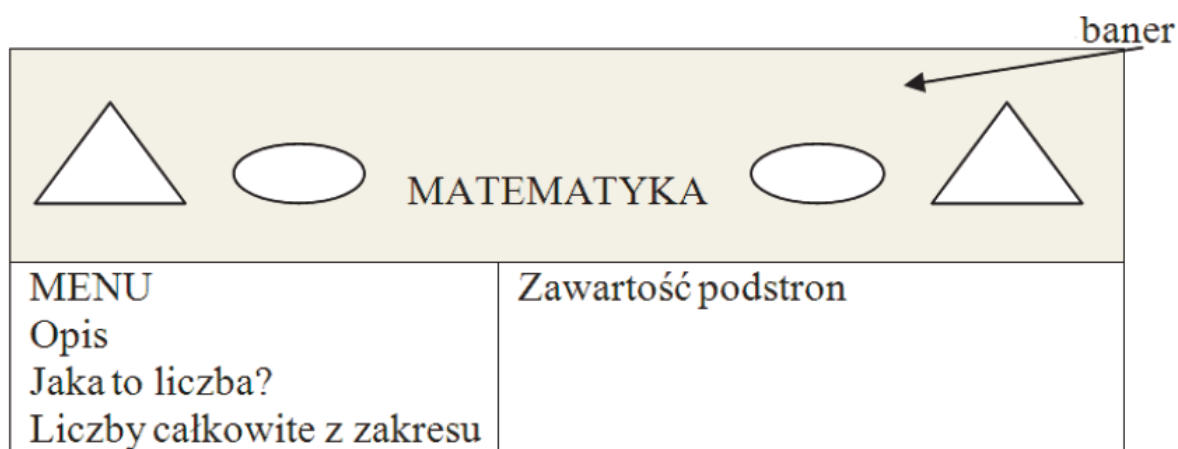 baner
MATEMATYKA
MENU
Opis
Jaka to liczba?
Liczby całkowite z zakresu
Zawartość podstron